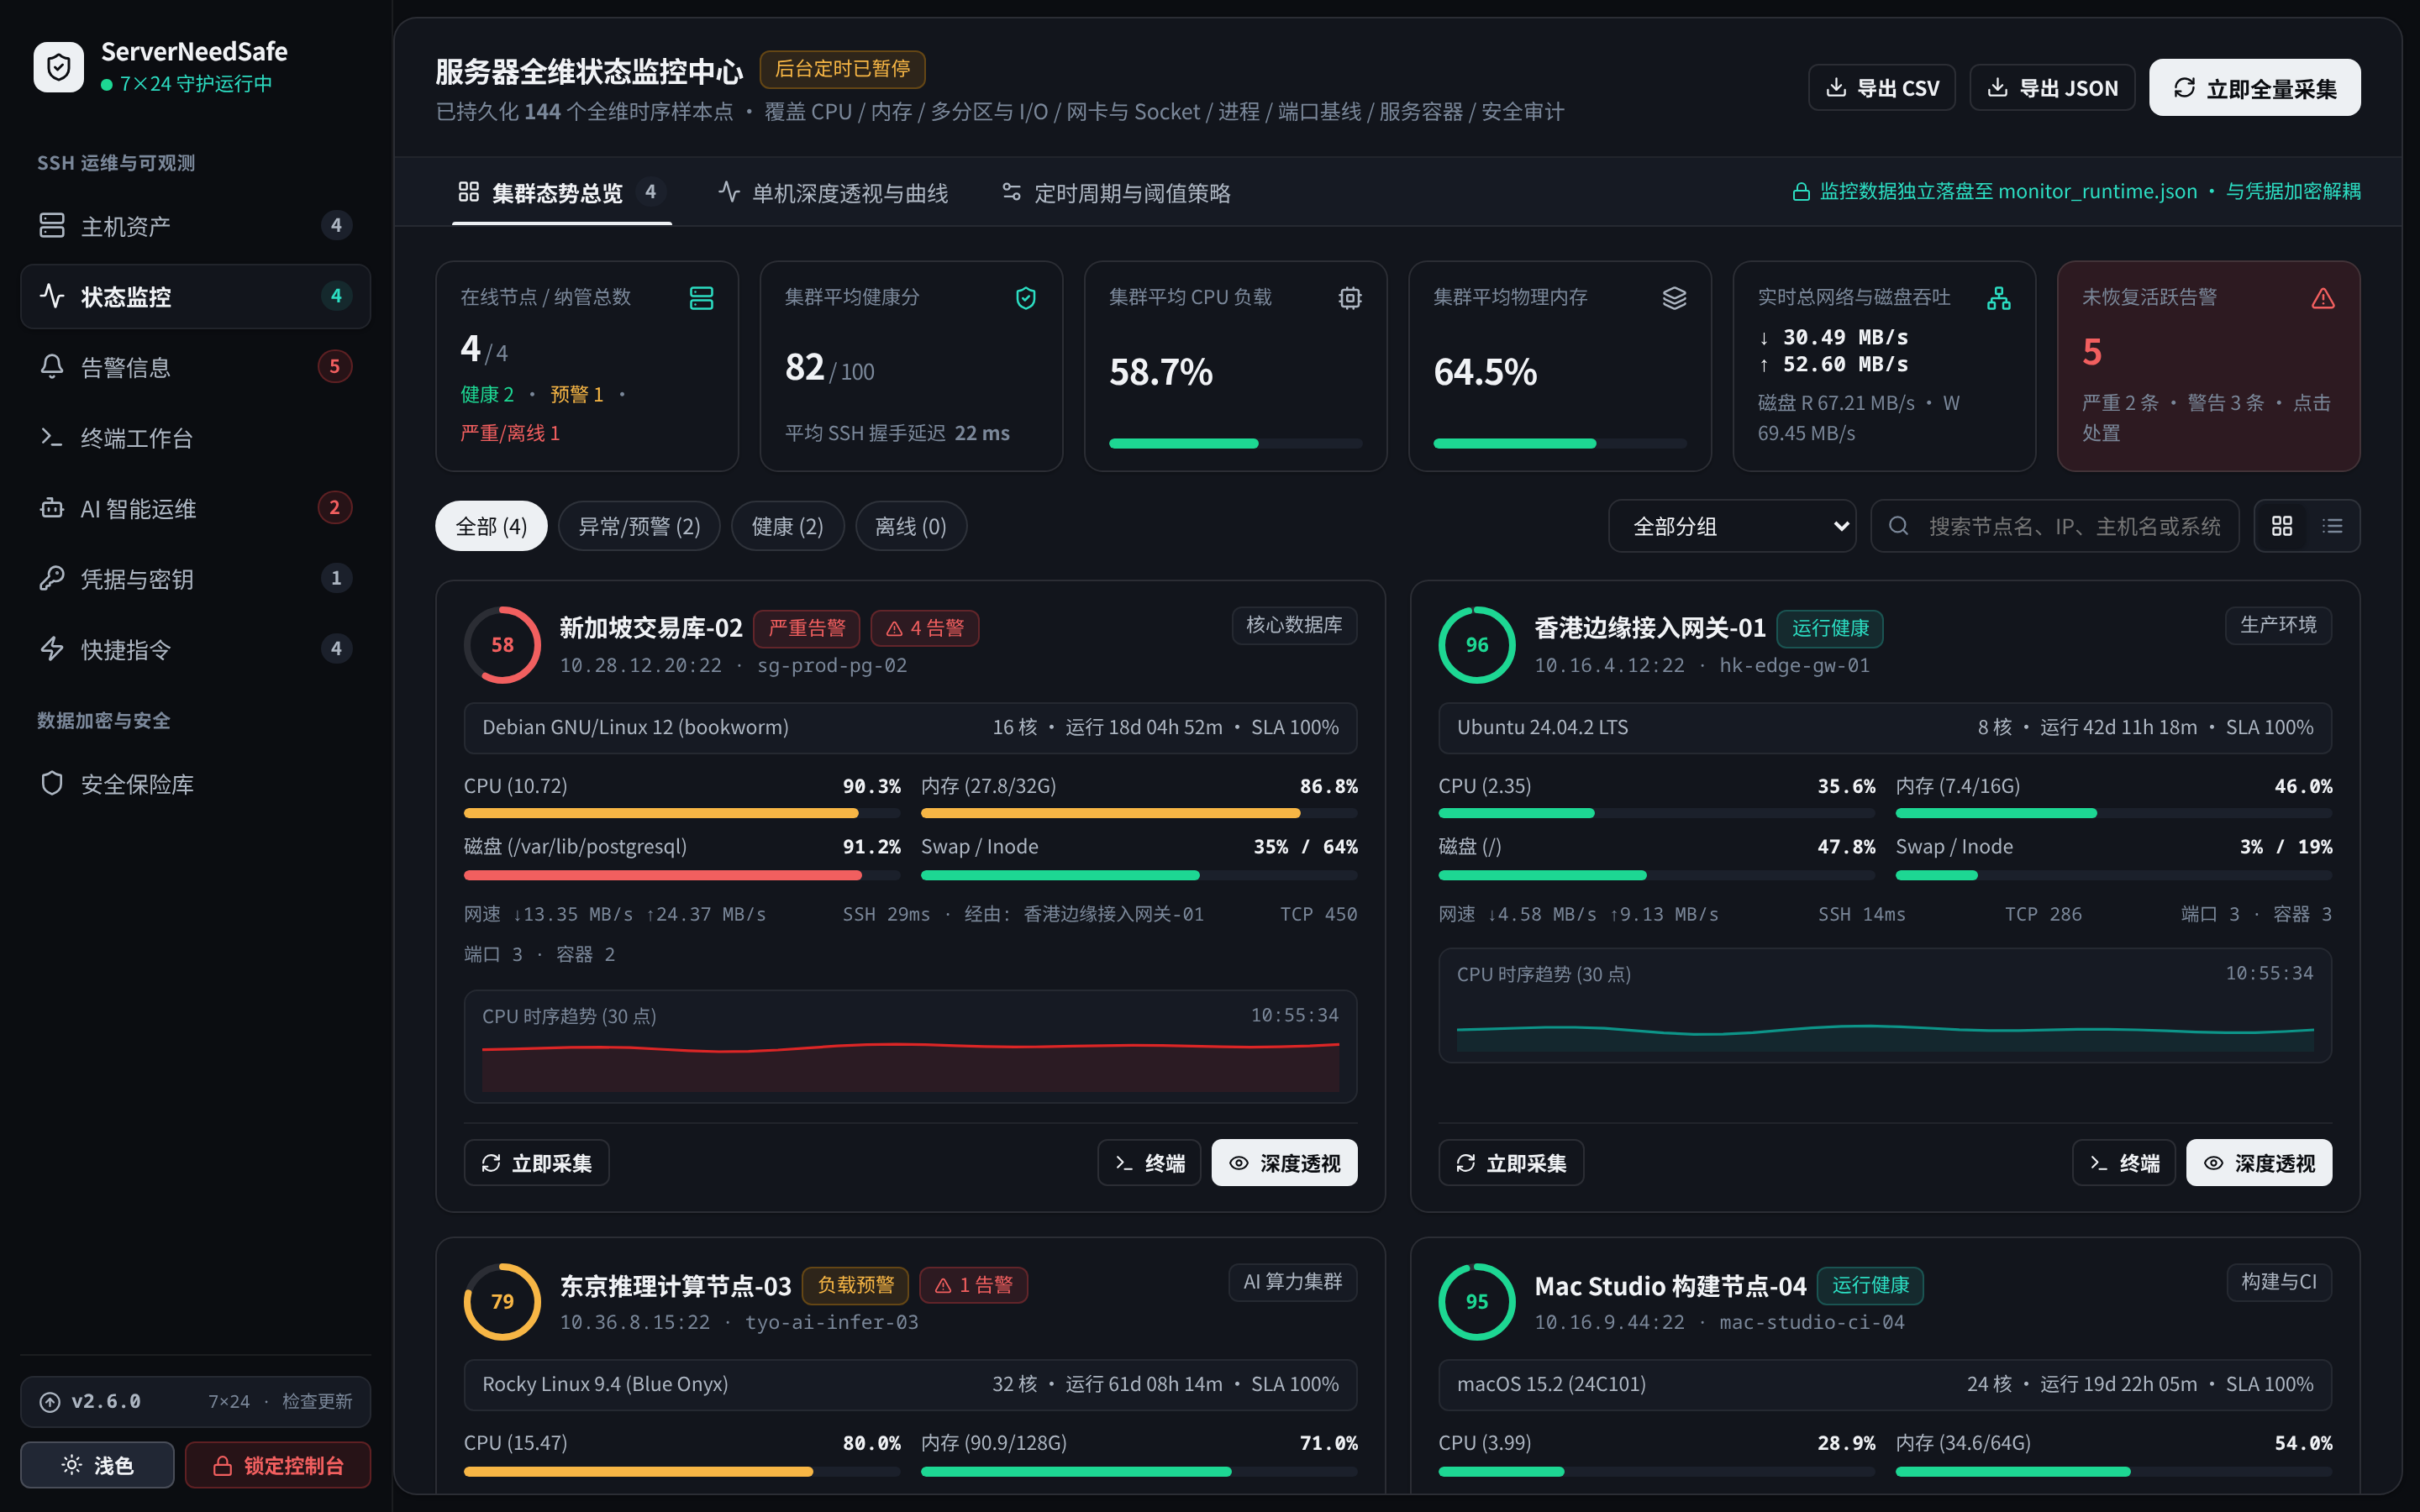 ServerNeedSafe
7×24 守护运行中
SSH 运维与可观测
主机资产 4
状态监控 4
告警信息 5
终端工作台
AI 智能运维 2
凭据与密钥 1
快捷指令 4
数据加密与安全
安全保险库
v2.6.0 7×24 · 检查更新
浅色 锁定控制台
服务器全维状态监控中心 后台定时已暂停
已持久化 144 个全维时序样本点 • 覆盖 CPU / 内存 / 多分区与 I/O / 网卡与 Socket / 进程 / 端口基线 / 服务容器 / 安全审计
导出 CSV 导出 JSON 立即全量采集
集群态势总览 4 单机深度透视与曲线 定时周期与阈值策略
监控数据独立落盘至 monitor_runtime.json • 与凭据加密解耦
在线节点 / 纳管总数
4 / 4
健康 2 • 预警 1 •
严重/离线 1
集群平均健康分
82 / 100
平均 SSH 握手延迟 22 ms
集群平均 CPU 负载
58.7%
集群平均物理内存
64.5%
实时总网络与磁盘吞吐
↓ 30.49 MB/s
↑ 52.60 MB/s
磁盘 R 67.21 MB/s • W
69.45 MB/s
未恢复活跃告警
5
严重 2 条 • 警告 3 条 • 点击
处置
全部 (4) 异常/预警 (2) 健康 (2) 离线 (0)
全部分组 搜索节点名、IP、主机名或系统
58 新加坡交易库-02 严重告警 4 告警 核心数据库
10.28.12.20:22 · sg-prod-pg-02
Debian GNU/Linux 12 (bookworm) 16 核 • 运行 18d 04h 52m • SLA 100%
CPU (10.72) 90.3% 内存 (27.8/32G) 86.8%
磁盘 (/var/lib/postgresql) 91.2% Swap / Inode 35% / 64%
网速 ↓13.35 MB/s ↑24.37 MB/s SSH 29ms · 经由: 香港边缘接入网关-01 TCP 450
端口 3 · 容器 2
CPU 时序趋势 (30 点) 10:55:34
立即采集 终端 深度透视
96 香港边缘接入网关-01 运行健康 生产环境
10.16.4.12:22 · hk-edge-gw-01
Ubuntu 24.04.2 LTS 8 核 • 运行 42d 11h 18m • SLA 100%
CPU (2.35) 35.6% 内存 (7.4/16G) 46.0%
磁盘 (/) 47.8% Swap / Inode 3% / 19%
网速 ↓4.58 MB/s ↑9.13 MB/s SSH 14ms TCP 286 端口 3 · 容器 3
CPU 时序趋势 (30 点) 10:55:34
立即采集 终端 深度透视
79 东京推理计算节点-03 负载预警 1 告警 AI 算力集群
10.36.8.15:22 · tyo-ai-infer-03
Rocky Linux 9.4 (Blue Onyx) 32 核 • 运行 61d 08h 14m • SLA 100%
CPU (15.47) 80.0% 内存 (90.9/128G) 71.0%
95 Mac Studio 构建节点-04 运行健康 构建与CI
10.16.9.44:22 · mac-studio-ci-04
macOS 15.2 (24C101) 24 核 • 运行 19d 22h 05m • SLA 100%
CPU (3.99) 28.9% 内存 (34.6/64G) 54.0%